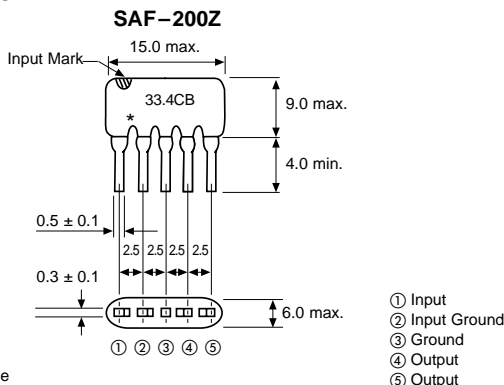 SAF–200Z
15.0 max.
Input Mark
33.4CB
*
9.0 max.
4.0 min.
0.5 ± 0.1
2.5 2.5 2.5 2.5
0.3 ± 0.1
6.0 max.
① ② ③ ④ ⑤
① Input
② Input Ground
③ Ground
④ Output
⑤ Output